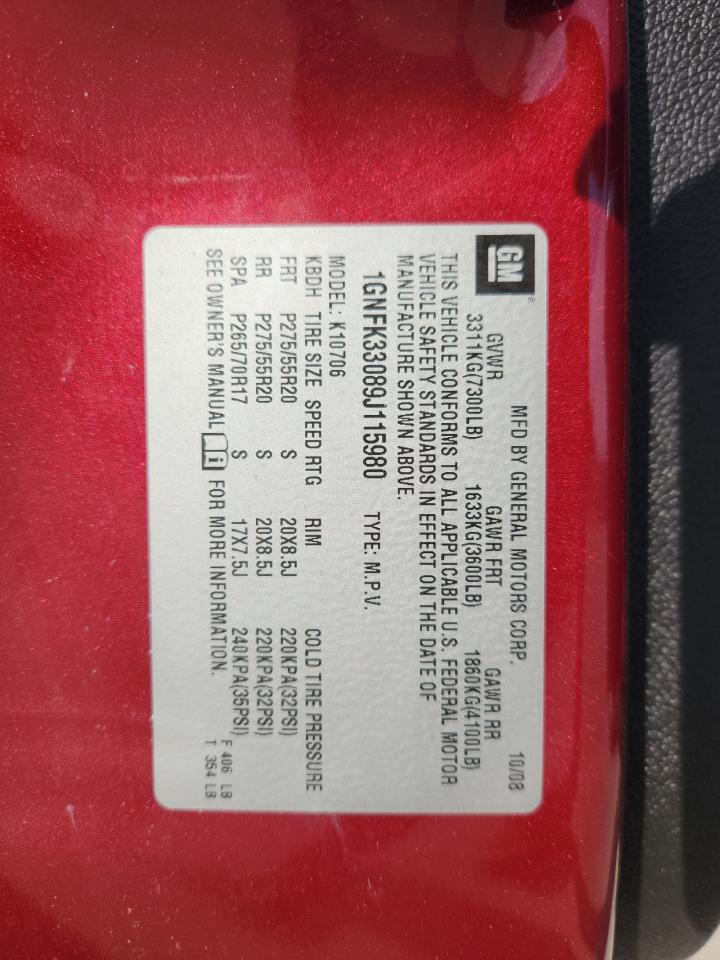 GM ® MFD BY GENERAL MOTORS CORP. 10/08
GVWR GAWR FRT GAWR RR
3311KG(7300LB) 1633KG(3600LB) 1860KG(4100LB)
THIS VEHICLE CONFORMS TO ALL APPLICABLE U.S. FEDERAL MOTOR
VEHICLE SAFETY STANDARDS IN EFFECT ON THE DATE OF
MANUFACTURE SHOWN ABOVE.
1GNFK33089J115980 TYPE: M.P.V.
MODEL: K10706
KBDH TIRE SIZE SPEED RTG RIM COLD TIRE PRESSURE
FRT P275/55R20 S 20X8.5J 220KPA(32PSI)
RR P275/55R20 S 20X8.5J 220KPA(32PSI)
SPA P265/70R17 S 17X7.5J 240KPA(35PSI)
SEE OWNER'S MANUAL i FOR MORE INFORMATION.
F 406 LB
T 354 LB